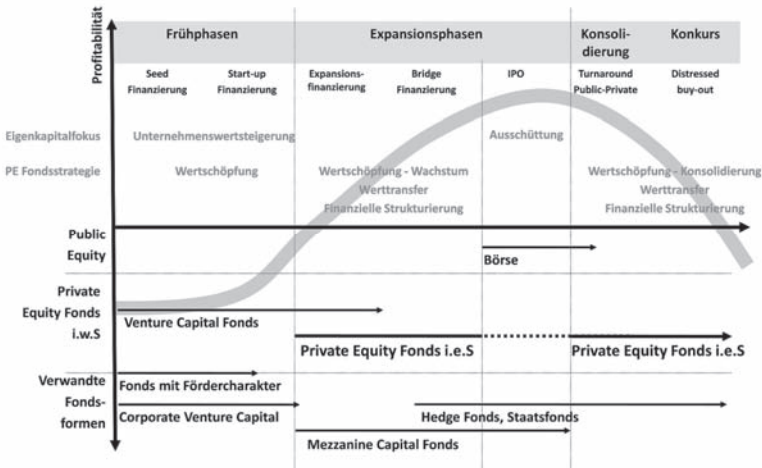 Profitabilität
Frühphasen
Expansionsphasen
Konsoli-
dierung
Konkurs
Seed
Finanzierung
Start-up
Finanzierung
Expansions-
finanzierung
Bridge
Finanzierung
IPO
Turnaround
Public-Private
Distressed
buy-out
Eigenkapitalfokus
Unternehmenswertsteigerung
Ausschüttung
PE Fondsstrategie
Wertschöpfung
Wertschöpfung - Wachstum
Werttransfer
Finanzielle Strukturierung
Wertschöpfung - Konsolidierung
Werttransfer
Finanzielle Strukturierung
Public
Equity
Börse
Private
Equity Fonds
i.w.S
Venture Capital Fonds
Private Equity Fonds i.e.S
Private Equity Fonds i.e.S
Verwandte
Fonds-
formen
Fonds mit Fördercharakter
Corporate Venture Capital
Hedge Fonds, Staatsfonds
Mezzanine Capital Fonds